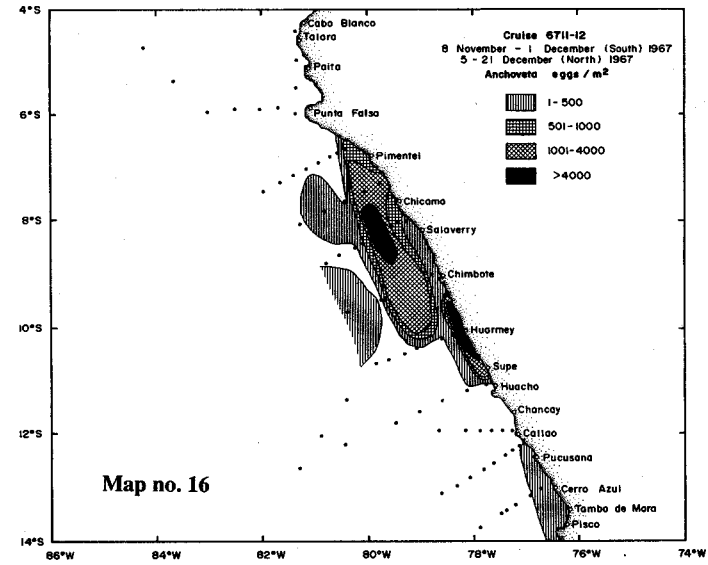 4°S
Cabo Blanco
Talara
Cruise 6711-12
8 November - 1 December (South) 1967
5 - 21 December (North) 1967
Anchoveta eggs / m²
Paita
1-500
6°S
Punta Falsa
501-1000
1001-4000
Pimentel
>4000
Chicama
8°S
Salaverry
Chimbote
10°S
Huarmey
Supe
Huacho
Chancay
12°S
Callao
Pucusana
Map no. 16
Cerro Azul
Tambo de Mora
Pisco
14°S
86°W 84°W 82°W 80°W 78°W 76°W 74°W